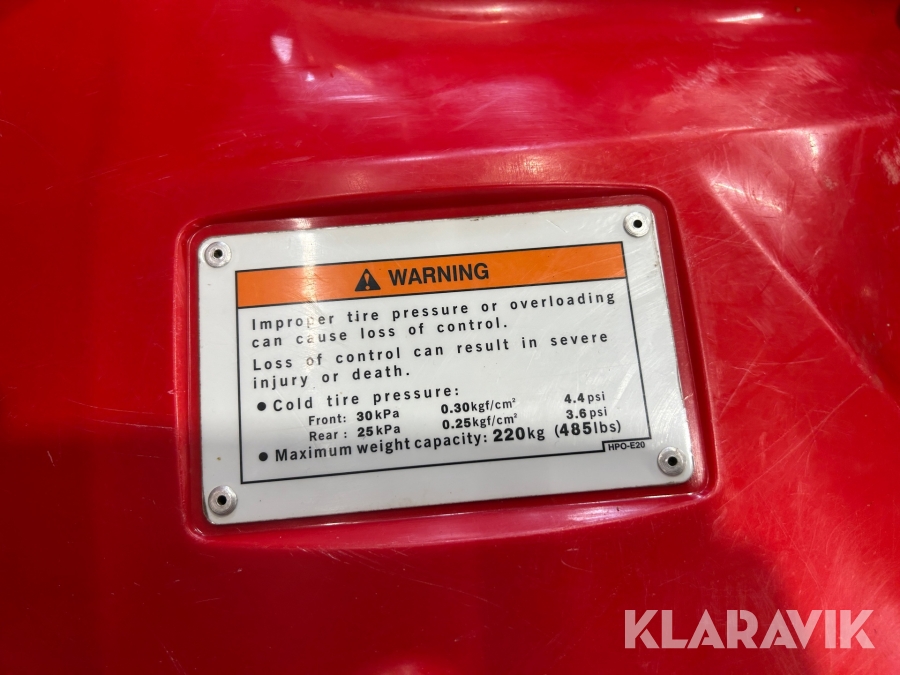 WARNING
Improper tire pressure or overloading
can cause loss of control.
Loss of control can result in severe
injury or death.
● Cold tire pressure:
Front: 30kPa 0.30kgf/cm² 4.4psi
Rear : 25kPa 0.25kgf/cm² 3.6psi
● Maximum weight capacity: 220kg (485lbs)
HPO-E20
KLARAVIK